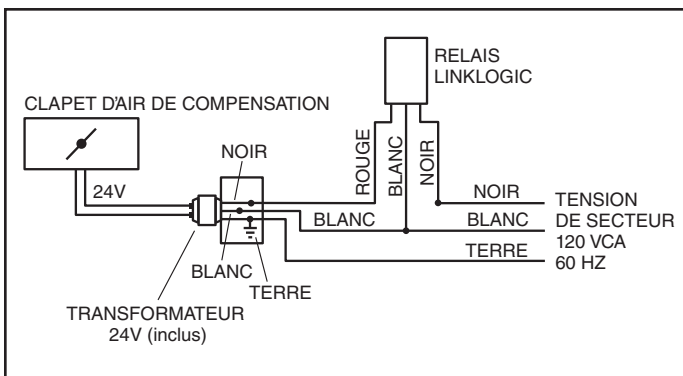 RELAIS
LINKLOGIC
CLAPET D'AIR DE COMPENSATION
NOIR
ROUGE
BLANC
NOIR
24V
NOIR
BLANC
BLANC
TERRE
TENSION
DE SECTEUR
120 VCA
60 HZ
BLANC
TERRE
TRANSFORMATEUR
24V (inclus)